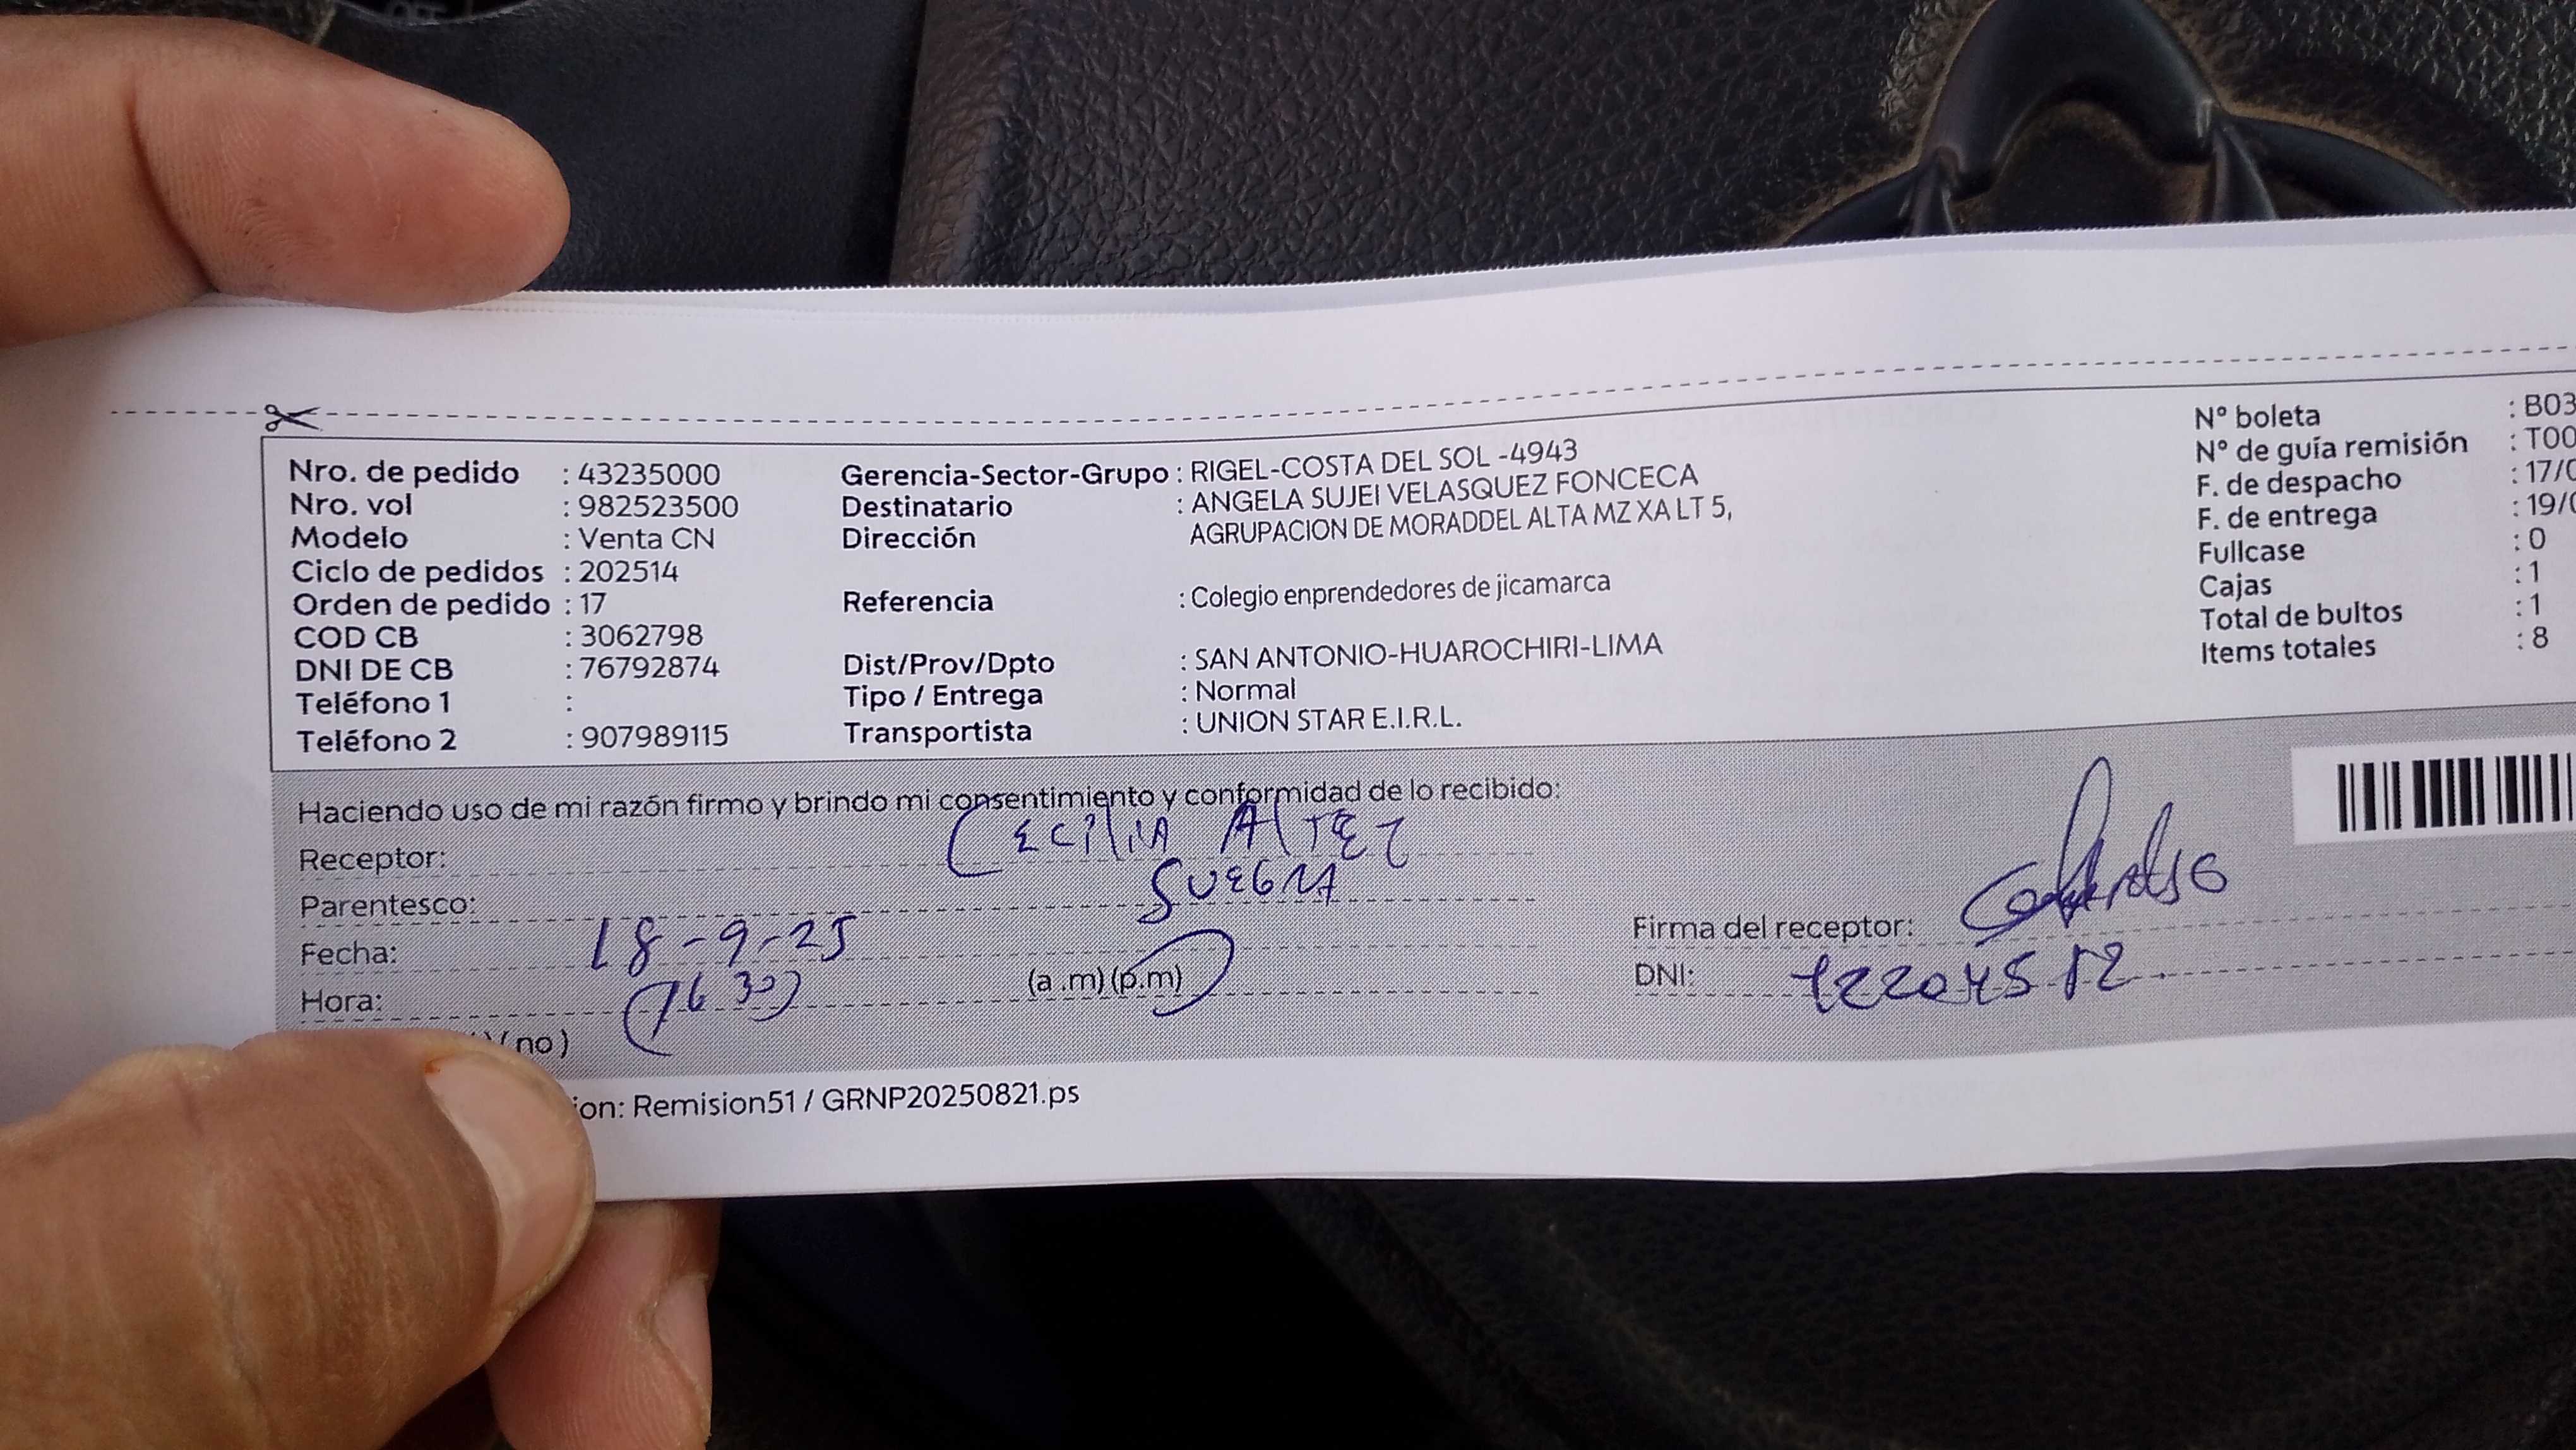 Nro. de pedido : 43235000
Nro. vol : 982523500
Modelo : Venta CN
Ciclo de pedidos : 202514
Orden de pedido : 17
COD CB : 3062798
DNI DE CB : 76792874
Teléfono 1 :
Teléfono 2 : 907989115
Gerencia-Sector-Grupo : RIGEL-COSTA DEL SOL -4943
Destinatario : ANGELA SUJEI VELASQUEZ FONCECA
Dirección AGRUPACION DE MORADDEL ALTA MZ XA LT 5,
Referencia : Colegio enprendedores de jicamarca
Dist/Prov/Dpto : SAN ANTONIO-HUAROCHIRI-LIMA
Tipo / Entrega : Normal
Transportista : UNION STAR E.I.R.L.
N° boleta : B03
N° de guía remisión : T00
F. de despacho : 17/0
F. de entrega : 19/0
Fullcase : 0
Cajas : 1
Total de bultos : 1
Items totales : 8
Haciendo uso de mi razón firmo y brindo mi consentimiento y conformidad de lo recibido:
Receptor: CECILIA
Parentesco: SUEGRA
Fecha: 18-9-25
Hora: (16 30) (a .m) (p.m)
Firma del receptor:
DNI:
(no)
ion: Remision51 / GRNP20250821.ps